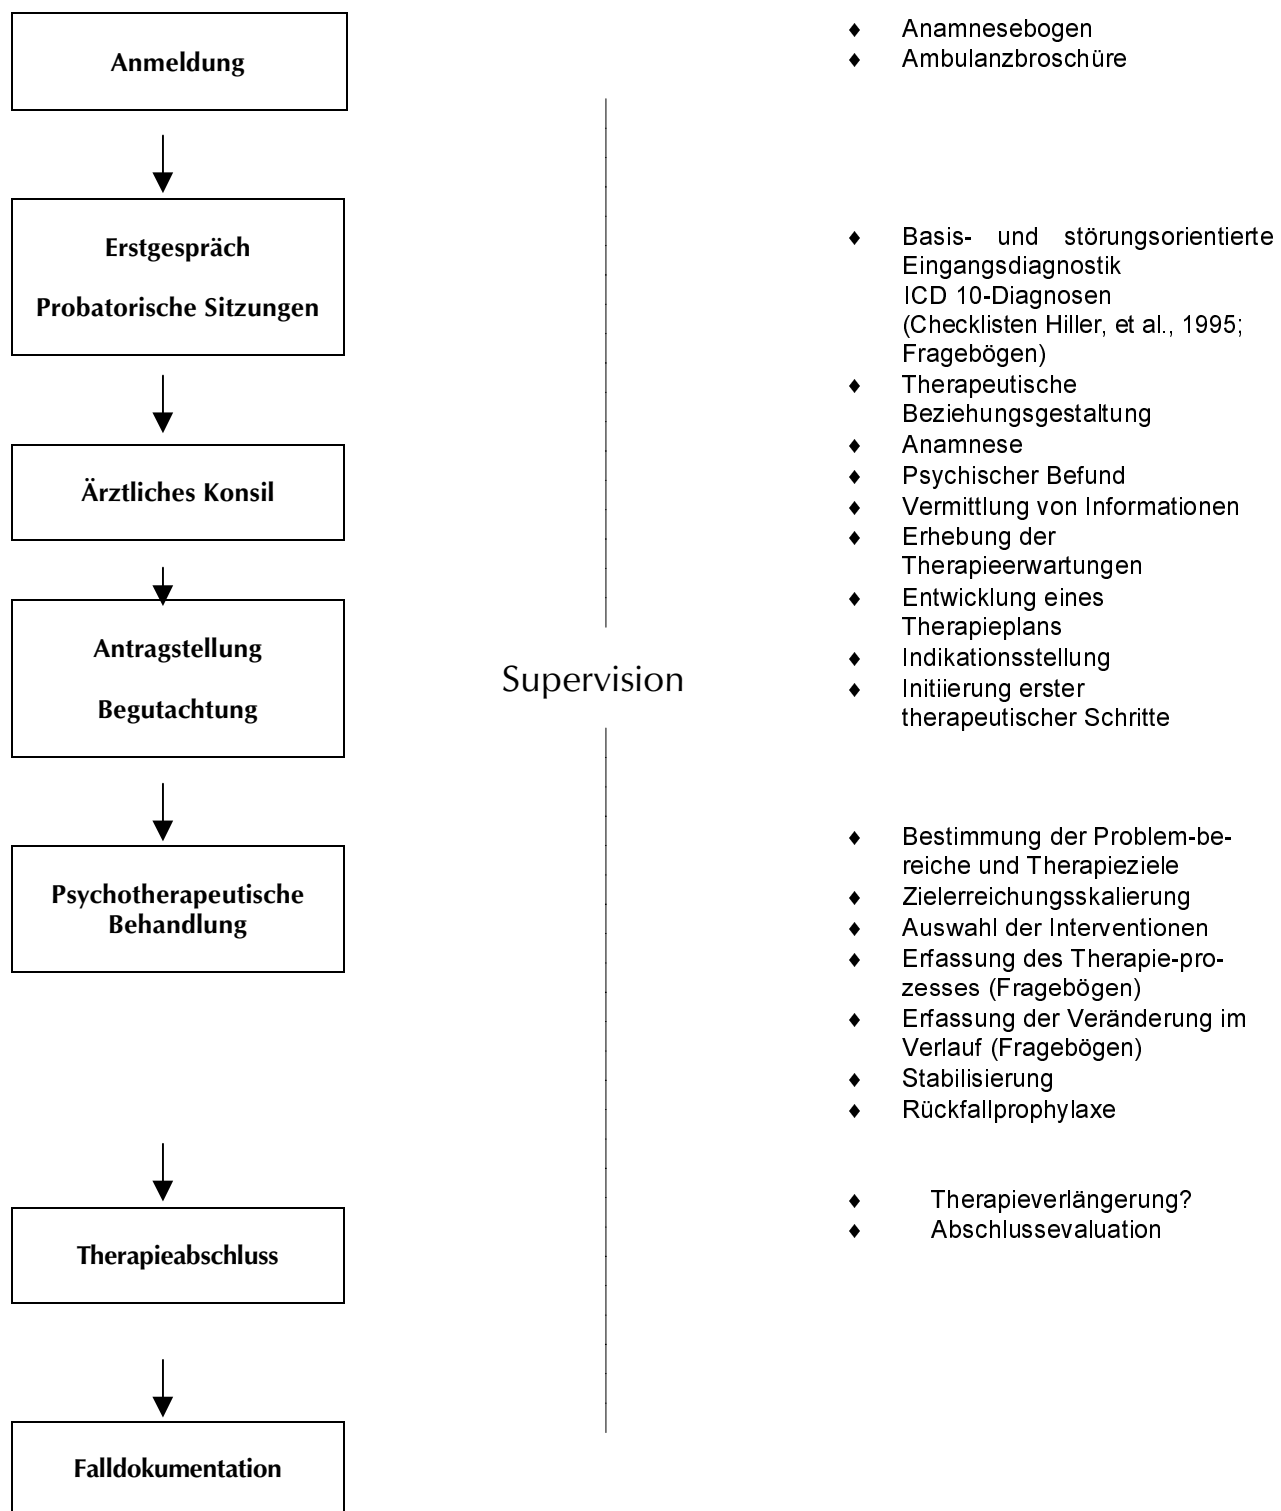 Anmeldung
Erstgespräch
Probatorische Sitzungen
Ärztliches Konsil
Antragstellung
Begutachtung
Psychotherapeutische
Behandlung
Therapieabschluss
Falldokumentation
Supervision
♦ Anamnesebogen
♦ Ambulanzbroschüre
♦ Basis- und störungsorientierte
Eingangsdiagnostik
ICD 10-Diagnosen
(Checklisten Hiller, et al., 1995;
Fragebögen)
♦ Therapeutische
Beziehungsgestaltung
♦ Anamnese
♦ Psychischer Befund
♦ Vermittlung von Informationen
♦ Erhebung der
Therapieerwartungen
♦ Entwicklung eines
Therapieplans
♦ Indikationsstellung
♦ Initiierung erster
therapeutischer Schritte
♦ Bestimmung der Problem-be-
reiche und Therapieziele
♦ Zielerreichungsskalierung
♦ Auswahl der Interventionen
♦ Erfassung des Therapie-pro-
zesses (Fragebögen)
♦ Erfassung der Veränderung im
Verlauf (Fragebögen)
♦ Stabilisierung
♦ Rückfallprophylaxe
♦ Therapieverlängerung?
♦ Abschlussevaluation